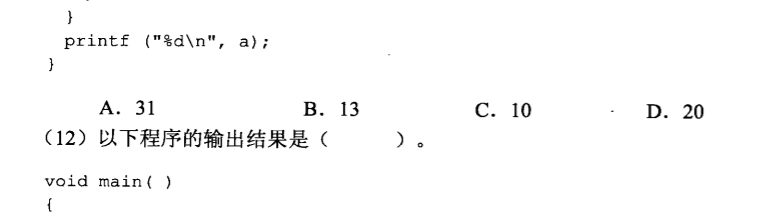 }
printf ("%d\n", a);
}
A. 31 B. 13 C. 10 D. 20
(12)以下程序的输出结果是( )。
void main( )
{